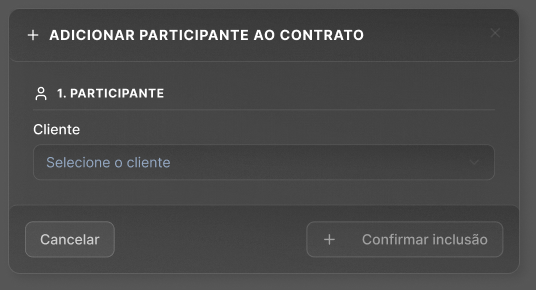 ADICIONAR PARTICIPANTE AO CONTRATO
1. PARTICIPANTE
Cliente
Selecione o cliente
Cancelar
Confirmar inclusão